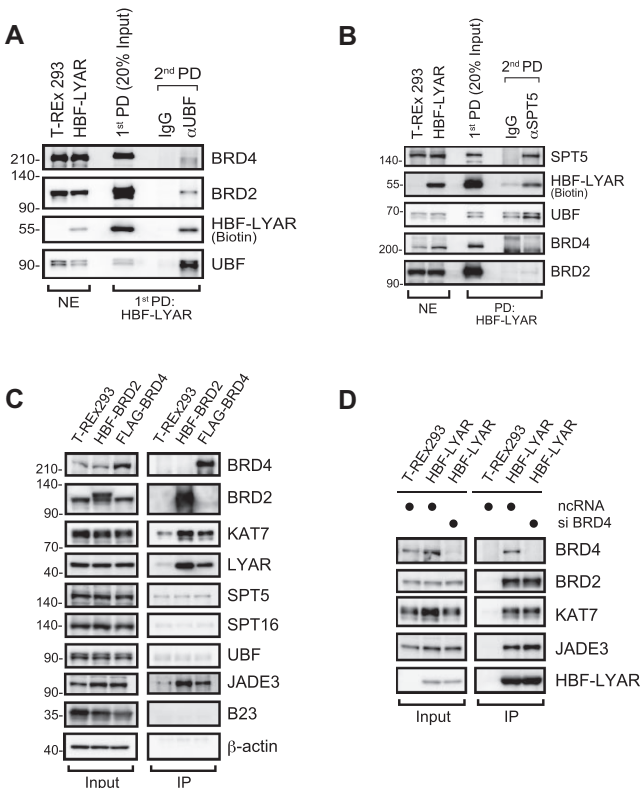 A
T-REx 293
HBF-LYAR
1st PD (20% Input)
2nd PD
IgG
αUBF
210-
140-
BRD4
90-
BRD2
55-
HBF-LYAR
(Biotin)
90-
UBF
NE
1st PD:
HBF-LYAR
B
T-REx 293
HBF-LYAR
1st PD (20% Input)
2nd PD
IgG
αSPT5
140-
SPT5
55-
HBF-LYAR
(Biotin)
70-
UBF
200-
BRD4
90-
BRD2
NE
PD:
HBF-LYAR
C
T-REx293
HBF-BRD2
FLAG-BRD4
T-REx293
HBF-BRD2
FLAG-BRD4
210-
BRD4
140-
90-
BRD2
70-
KAT7
55-
LYAR
140-
SPT5
140-
SPT16
90-
UBF
90-
JADE3
35-
B23
40-
β-actin
Input
IP
D
T-REx293
HBF-LYAR
HBF-LYAR
T-REx293
HBF-LYAR
HBF-LYAR
ncRNA
si BRD4
BRD4
BRD2
KAT7
JADE3
HBF-LYAR
Input
IP